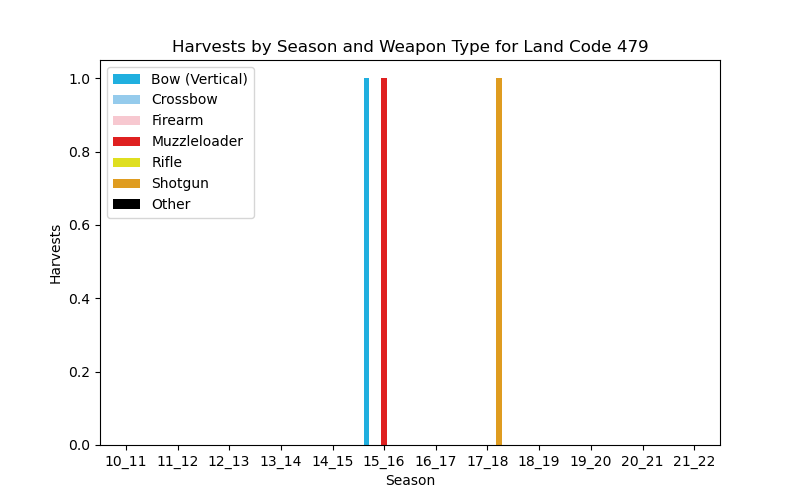 Harvests by Season and Weapon Type for Land Code 479
Bow (Vertical)
Crossbow
Firearm
Muzzleloader
Rifle
Shotgun
Other
1.0
0.8
0.6
0.4
0.2
0.0
Harvests
10_11 11_12 12_13 13_14 14_15 15_16 16_17 17_18 18_19 19_20 20_21 21_22
Season